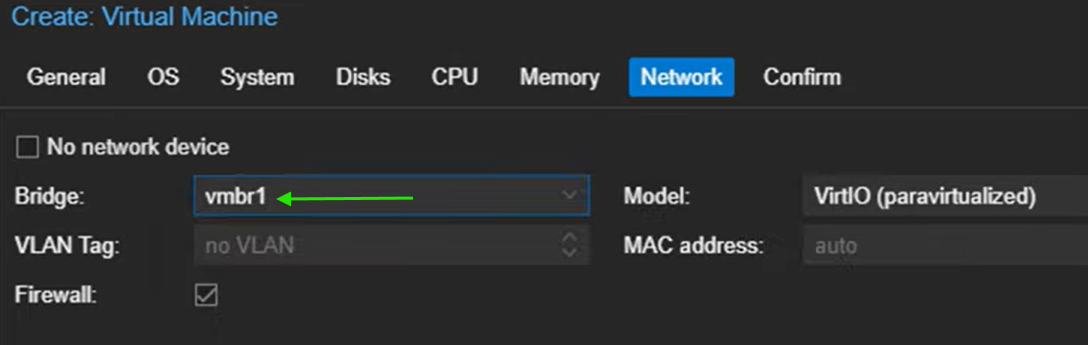 Create: Virtual Machine
General OS System Disks CPU Memory Network Confirm
No network device
Bridge: vmbr1 Model: VirtIO (paravirtualized)
VLAN Tag: no VLAN MAC address: auto
Firewall: